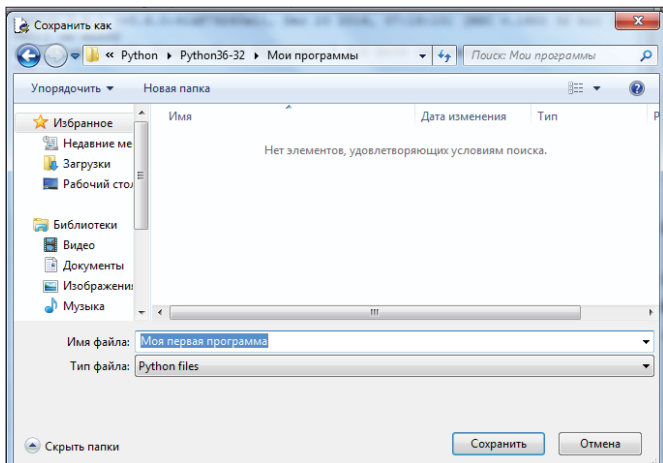 Сохранить как
« Python ▸ Python36-32 ▸ Мои программы
Поиск: Мои программы
Упорядочить ▼ Новая папка
Имя Дата изменения Тип Р
Избранное
Недавние ме
Загрузки
Рабочий сто
Нет элементов, удовлетворяющих условиям поиска.
Библиотеки
Видео
Документы
Изображени
Музыка
Имя файла: Моя первая программа
Тип файла: Python files
Скрыть папки
Сохранить Отмена